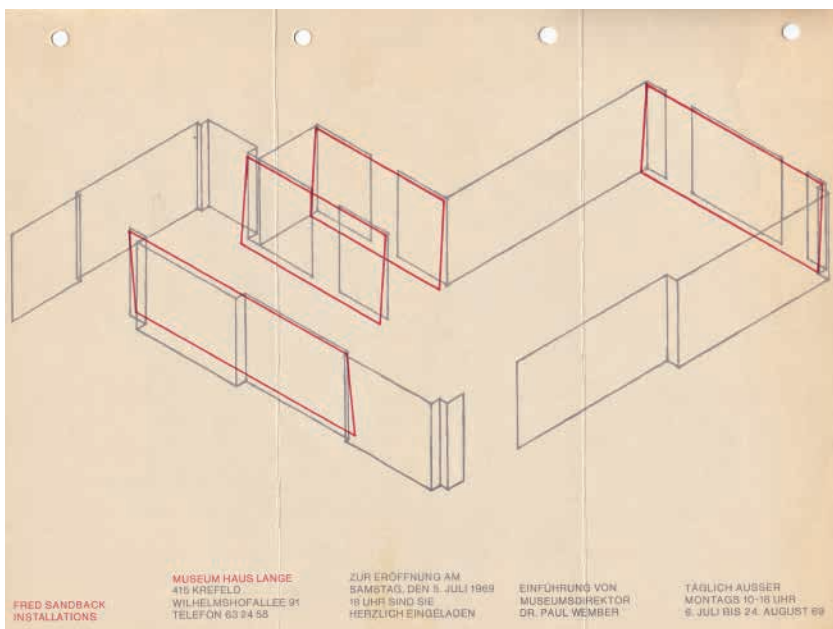 FRED SANDBACK
INSTALLATIONS
MUSEUM HAUS LANGE
415 KREFELD
WILHELMSHOFALLEE 91
TELEFON 63 24 58
ZUR ERÖFFNUNG AM
SAMSTAG, DEN 5. JULI 1969
18 UHR SIND SIE
HERZLICH EINGELADEN
EINFÜHRUNG VON
MUSEUMSDIREKTOR
DR. PAUL WEMBER
TÄGLICH AUSSER
MONTAGS 10-18 UHR
6. JULI BIS 24. AUGUST 69